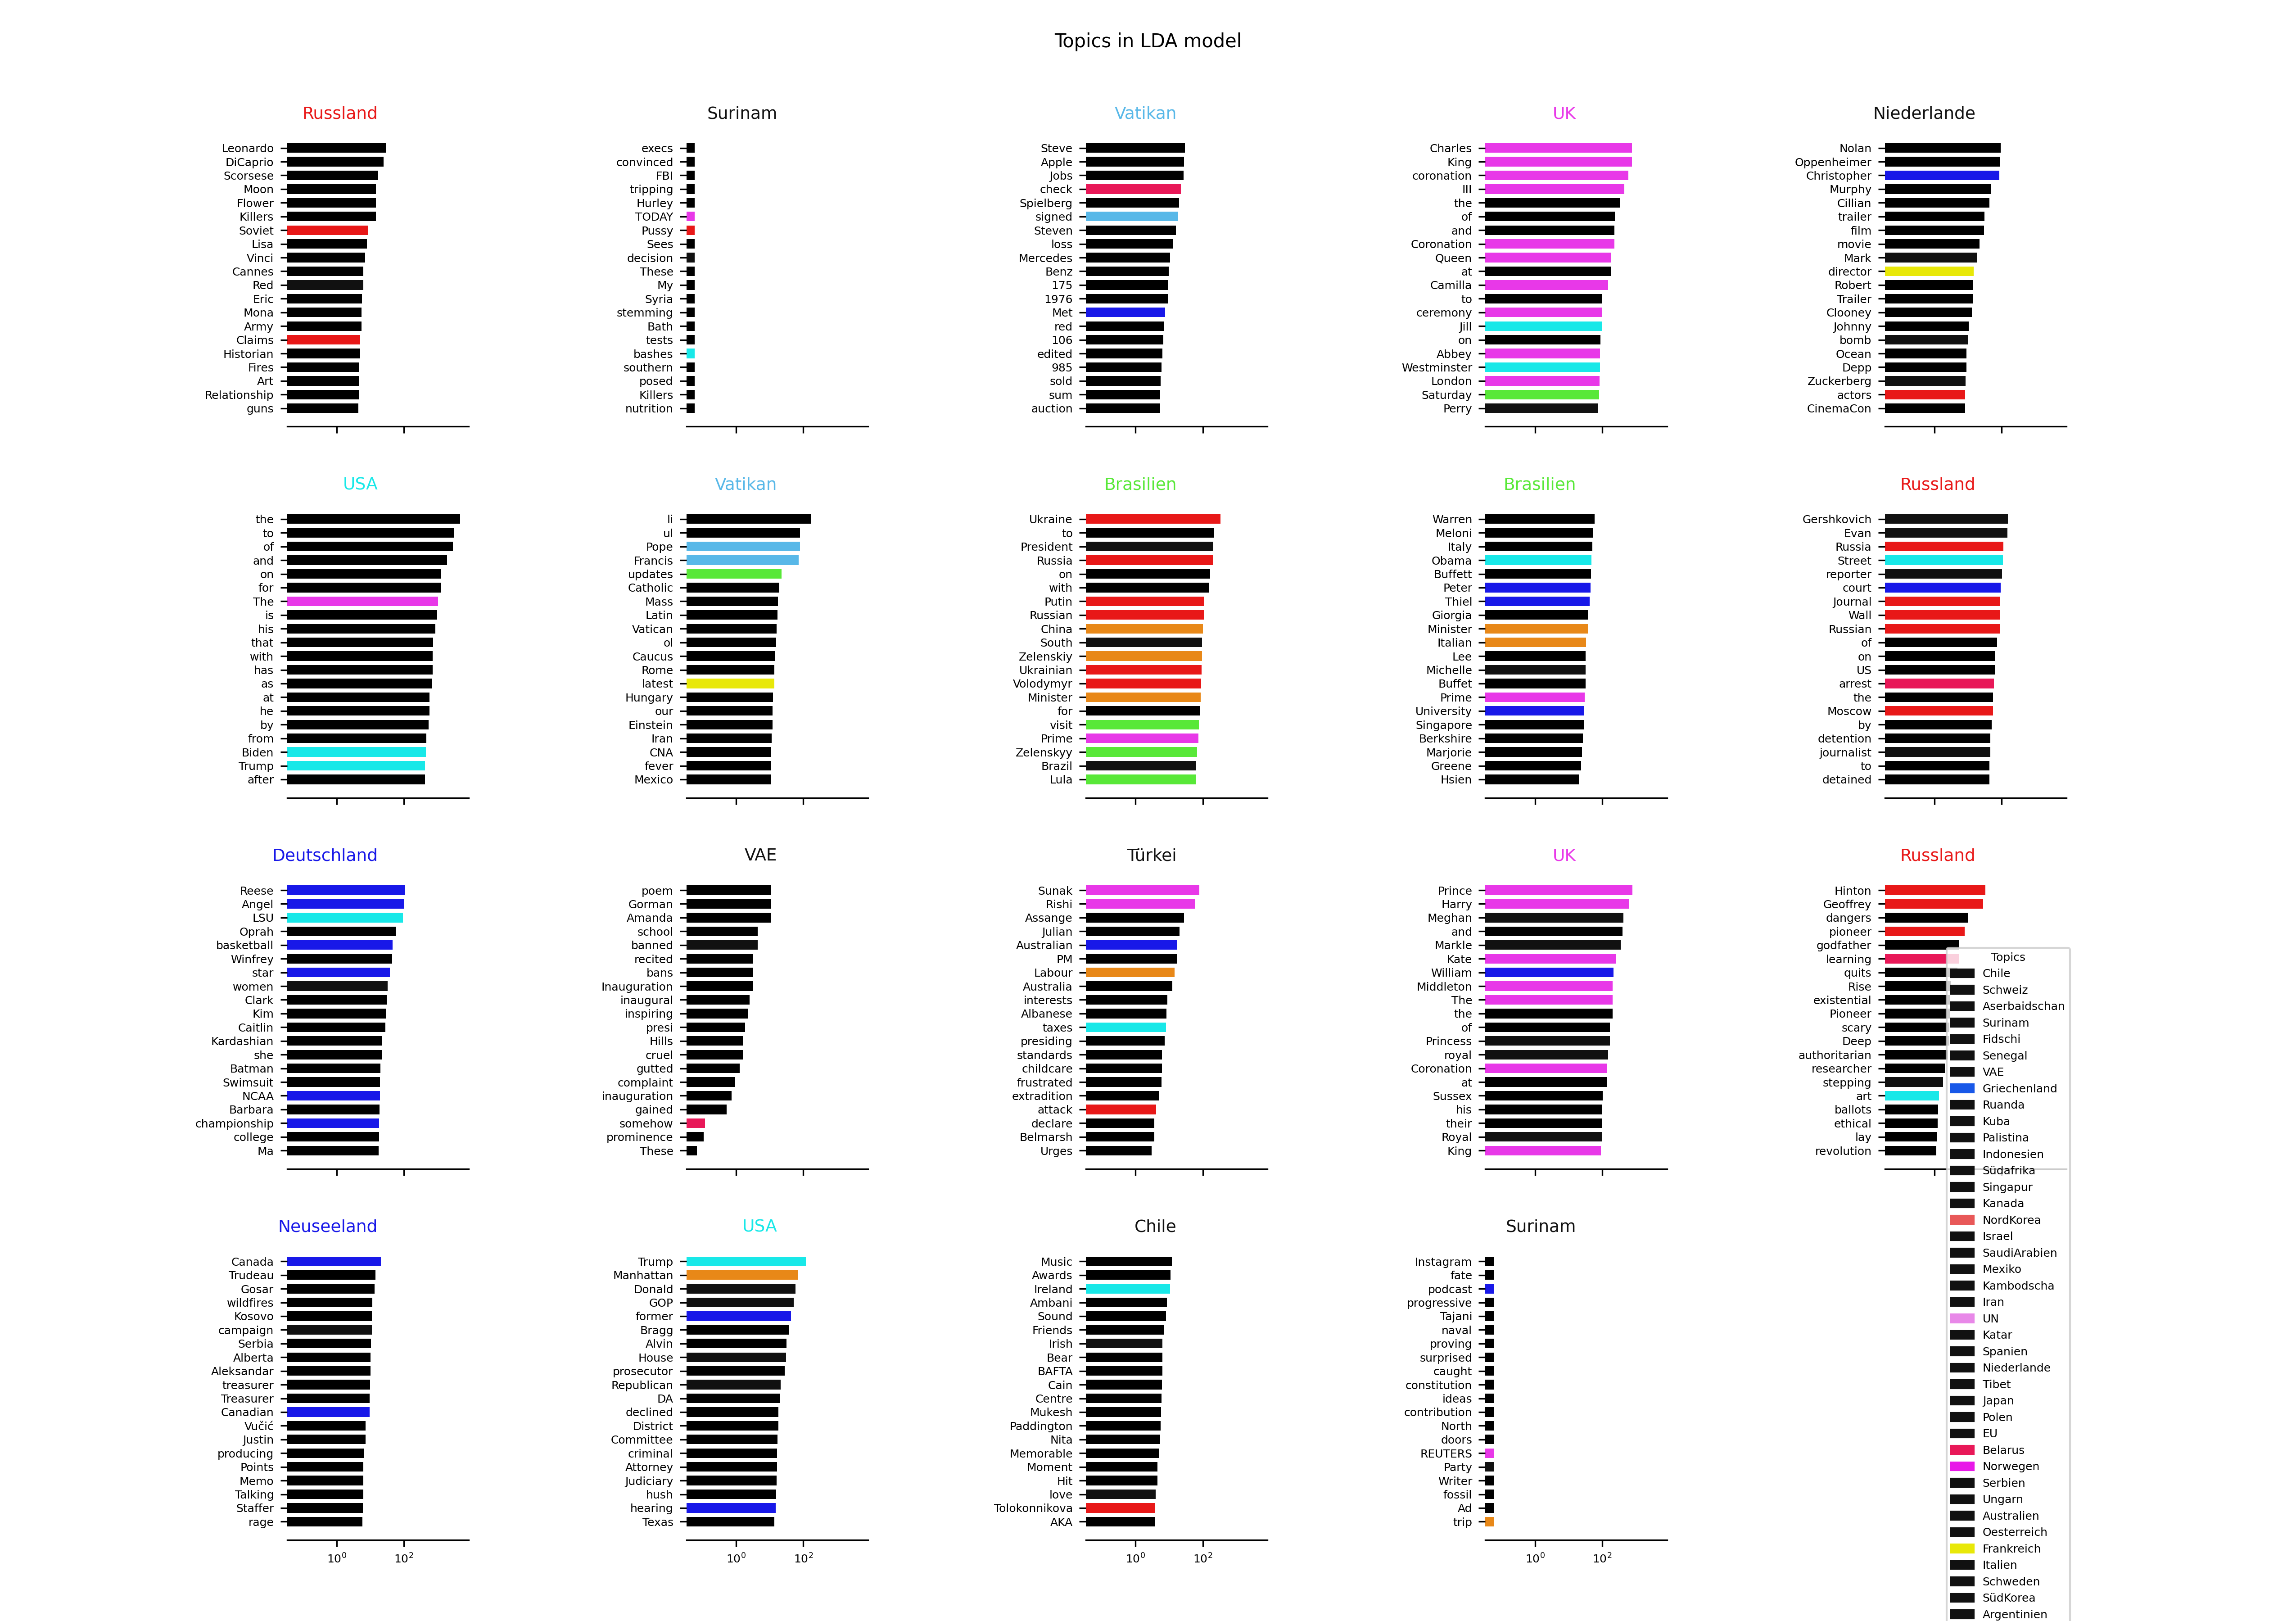 Topics in LDA model
Russland
Leonardo
DiCaprio
Scorsese
Moon
Flower
Killers
Soviet
Lisa
Vinci
Cannes
Red
Eric
Mona
Army
Claims
Historian
Fires
Art
Relationship
guns
Surinam
execs
convinced
FBI
tripping
Hurley
TODAY
Pussy
Sees
decision
These
My
Syria
stemming
Bath
tests
bashes
southern
posed
Killers
nutrition
Vatikan
Steve
Apple
Jobs
check
Spielberg
signed
Steven
loss
Mercedes
Benz
175
1976
Met
red
106
edited
985
sold
sum
auction
UK
Charles
King
coronation
III
the
of
and
Coronation
Queen
at
Camilla
to
ceremony
Jill
on
Abbey
Westminster
London
Saturday
Perry
Niederlande
Nolan
Oppenheimer
Christopher
Murphy
Cillian
trailer
film
movie
Mark
director
Robert
Trailer
Clooney
Johnny
bomb
Ocean
Depp
Zuckerberg
actors
CinemaCon
USA
the
to
of
and
on
for
The
is
his
that
with
has
as
at
he
by
from
Biden
Trump
after
Vatikan
li
ul
Pope
Francis
updates
Catholic
Mass
Latin
Vatican
ol
Caucus
Rome
latest
Hungary
our
Einstein
Iran
CNA
fever
Mexico
Brasilien
Ukraine
to
President
Russia
on
with
Putin
Russian
China
South
Zelenskiy
Ukrainian
Volodymyr
Minister
for
visit
Prime
Zelenskyy
Brazil
Lula
Brasilien
Warren
Meloni
Italy
Obama
Buffett
Peter
Thiel
Giorgia
Minister
Italian
Lee
Michelle
Buffet
Prime
University
Singapore
Berkshire
Marjorie
Greene
Hsien
Russland
Gershkovich
Evan
Russia
Street
reporter
court
Journal
Wall
Russian
of
on
US
arrest
the
Moscow
by
detention
journalist
to
detained
Deutschland
Reese
Angel
LSU
Oprah
basketball
Winfrey
star
women
Clark
Kim
Caitlin
Kardashian
she
Batman
Swimsuit
NCAA
Barbara
championship
college
Ma
VAE
poem
Gorman
Amanda
school
banned
recited
bans
Inauguration
inaugural
inspiring
presi
Hills
cruel
gutted
complaint
inauguration
gained
somehow
prominence
These
Türkei
Sunak
Rishi
Assange
Julian
Australian
PM
Labour
Australia
interests
Albanese
taxes
presiding
standards
childcare
frustrated
extradition
attack
declare
Belmarsh
Urges
UK
Prince
Harry
Meghan
and
Markle
Kate
William
Middleton
The
the
of
Princess
royal
Coronation
at
Sussex
his
their
Royal
King
Russland
Hinton
Geoffrey
dangers
pioneer
godfather
learning
quits
Rise
existential
Pioneer
scary
Deep
authoritarian
researcher
stepping
art
ballots
ethical
lay
revolution
Topics
Chile
Schweiz
Aserbaidschan
Surinam
Fidschi
Senegal
VAE
Griechenland
Ruanda
Kuba
Palistina
Indonesien
Südafrika
Singapur
Kanada
NordKorea
Israel
SaudiArabien
Mexiko
Kambodscha
Iran
UN
Katar
Spanien
Niederlande
Tibet
Japan
Polen
EU
Belarus
Norwegen
Serbien
Ungarn
Australien
Oesterreich
Frankreich
Italien
Schweden
SüdKorea
Argentinien
Neuseeland
Canada
Trudeau
Gosar
wildfires
Kosovo
campaign
Serbia
Alberta
Aleksandar
treasurer
Treasurer
Canadian
Vučić
Justin
producing
Points
Memo
Talking
Staffer
rage
10⁰ 10²
USA
Trump
Manhattan
Donald
GOP
former
Bragg
Alvin
House
prosecutor
Republican
DA
declined
District
Committee
criminal
Attorney
Judiciary
hush
hearing
Texas
10⁰ 10²
Chile
Music
Awards
Ireland
Ambani
Sound
Friends
Irish
Bear
BAFTA
Cain
Centre
Mukesh
Paddington
Nita
Memorable
Moment
Hit
love
Tolokonnikova
AKA
10⁰ 10²
Surinam
Instagram
fate
podcast
progressive
Tajani
naval
proving
surprised
caught
constitution
ideas
contribution
North
doors
REUTERS
Party
Writer
fossil
Ad
trip
10⁰ 10²